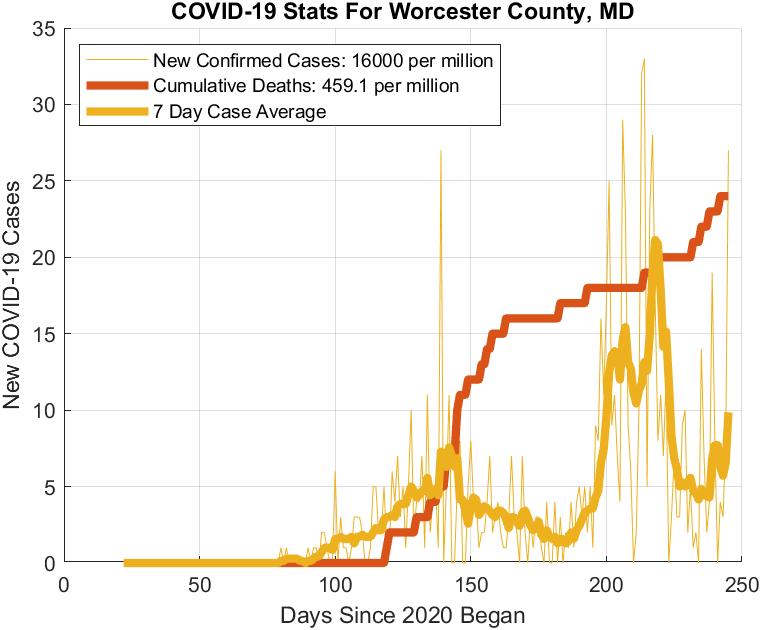 COVID-19 Stats For Worcester County, MD
New Confirmed Cases: 16000 per million
Cumulative Deaths: 459.1 per million
7 Day Case Average
New COVID-19 Cases
35
30
25
20
15
10
5
0
0 50 100 150 200 250
Days Since 2020 Began